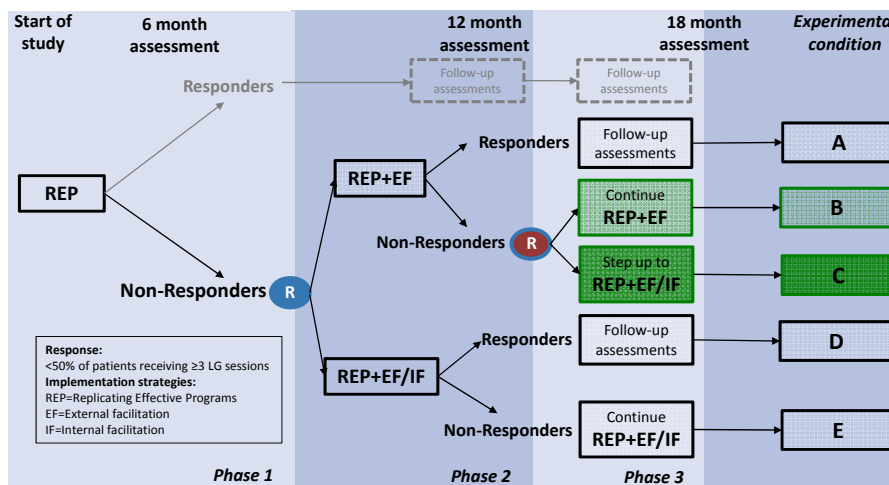 Start of
study
6 month
assessment
12 month
assessment
18 month
assessment
Experimental
condition
Responders
Follow-up
assessments
Follow-up
assessments
Responders
Follow-up
assessments
A
REP+EF
REP
Continue
REP+EF
B
Non-Responders
R
Step up to
REP+EF/IF
C
Non-Responders
R
Responders
Follow-up
assessments
D
REP+EF/IF
Non-Responders
Continue
REP+EF/IF
E
Response:
<50% of patients receiving ≥3 LG sessions
Implementation strategies:
REP=Replicating Effective Programs
EF=External facilitation
IF=Internal facilitation
Phase 1
Phase 2
Phase 3